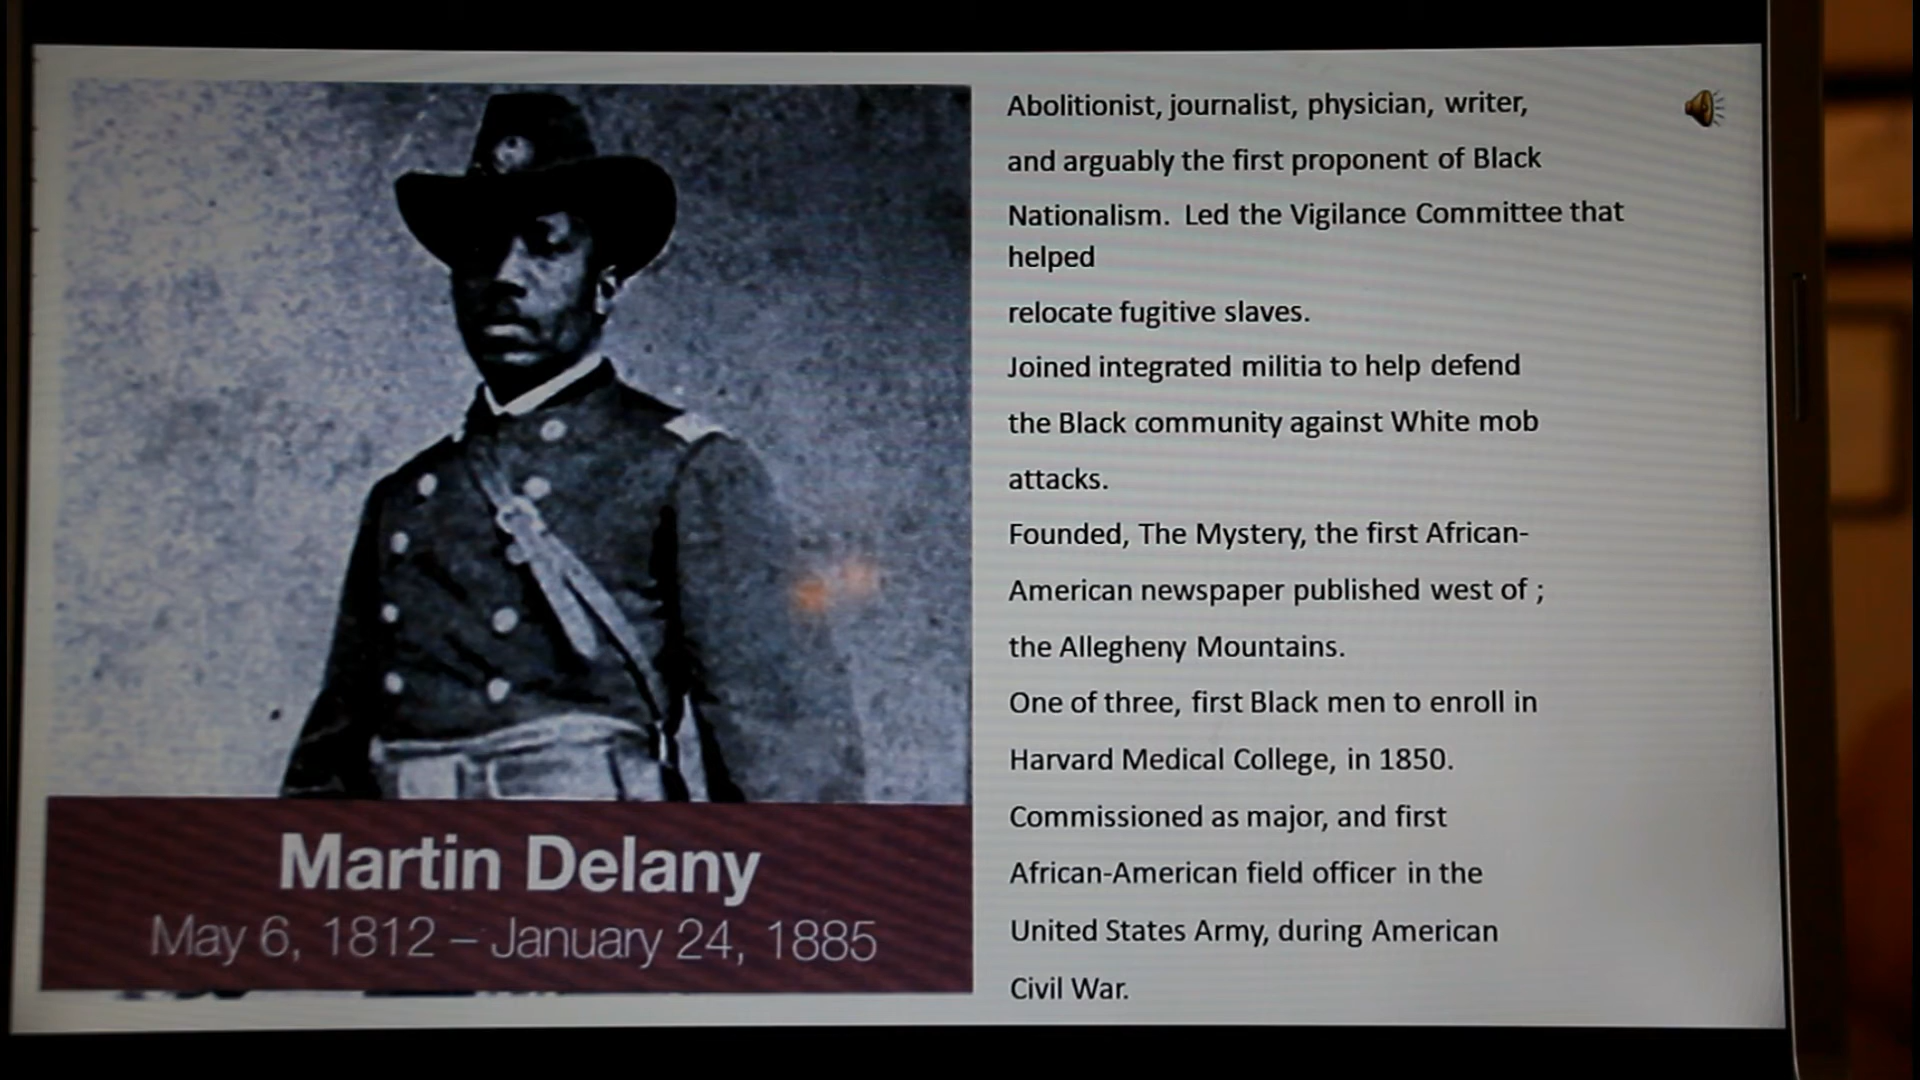 Martin Delany
May 6, 1812 – January 24, 1885
Abolitionist, journalist, physician, writer,
and arguably the first proponent of Black
Nationalism. Led the Vigilance Committee that
helped
relocate fugitive slaves.
Joined integrated militia to help defend
the Black community against White mob
attacks.
Founded, The Mystery, the first African-
American newspaper published west of ;
the Allegheny Mountains.
One of three, first Black men to enroll in
Harvard Medical College, in 1850.
Commissioned as major, and first
African-American field officer in the
United States Army, during American
Civil War.